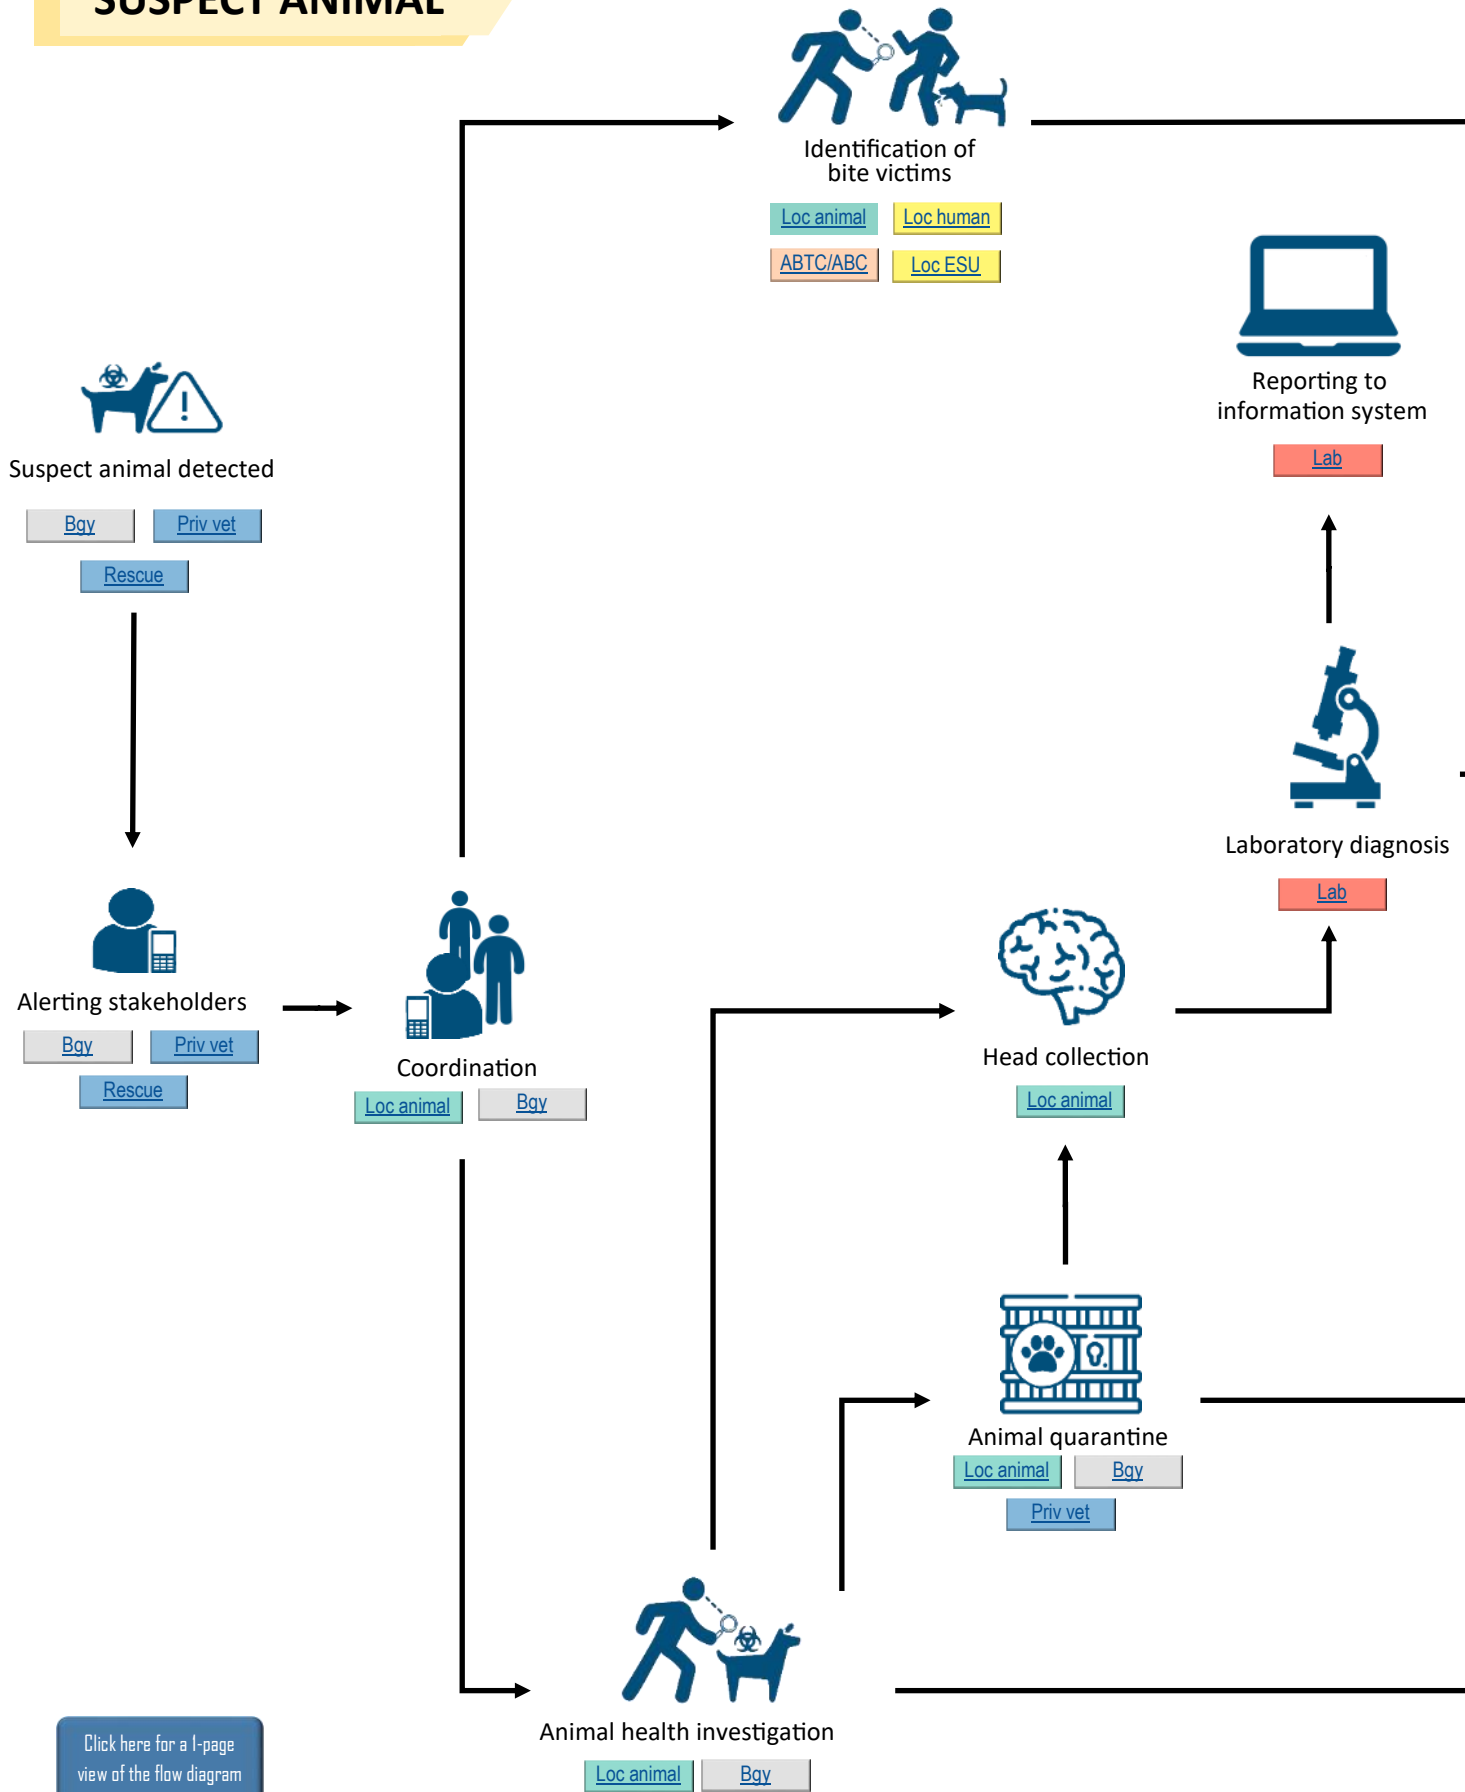 SUSPECT ANIMAL
Identification of
bite victims
Loc animal
Loc human
ABTC/ABC
Loc ESU
Reporting to
information system
Lab
Suspect animal detected
Bgy
Priv vet
Rescue
Laboratory diagnosis
Lab
Alerting stakeholders
Bgy
Priv vet
Rescue
Coordination
Loc animal
Bgy
Head collection
Loc animal
Animal quarantine
Loc animal
Bgy
Priv vet
Animal health investigation
Loc animal
Bgy
Click here for a 1-page
view of the flow diagram